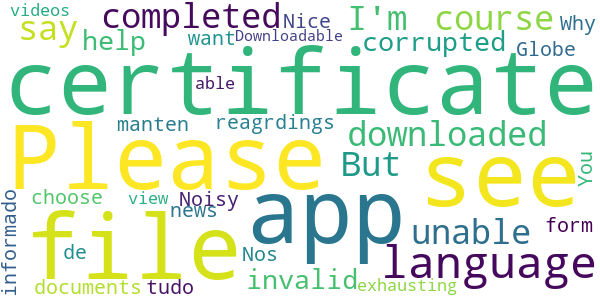 videos
completed Nice I'm course Why
say Downloadable
help want corrupted Globe
certificate
able
Please manten reagrdings downloaded
But see You
choose view Noisy
informado news app unable form
file de Nos language
invalid
documents tudo exhausting